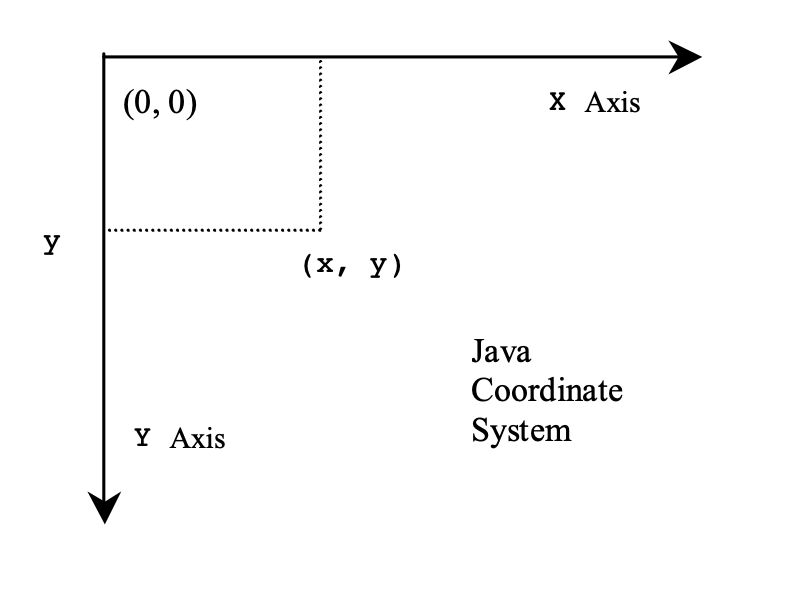 (0, 0)
X Axis
y
(x, y)
Java
Coordinate
System
Y Axis